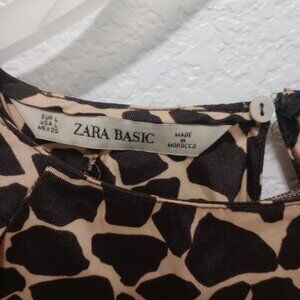 EUR L
USA L
MEX 30
ZARA BASIC
MADE IN
MOROCCO